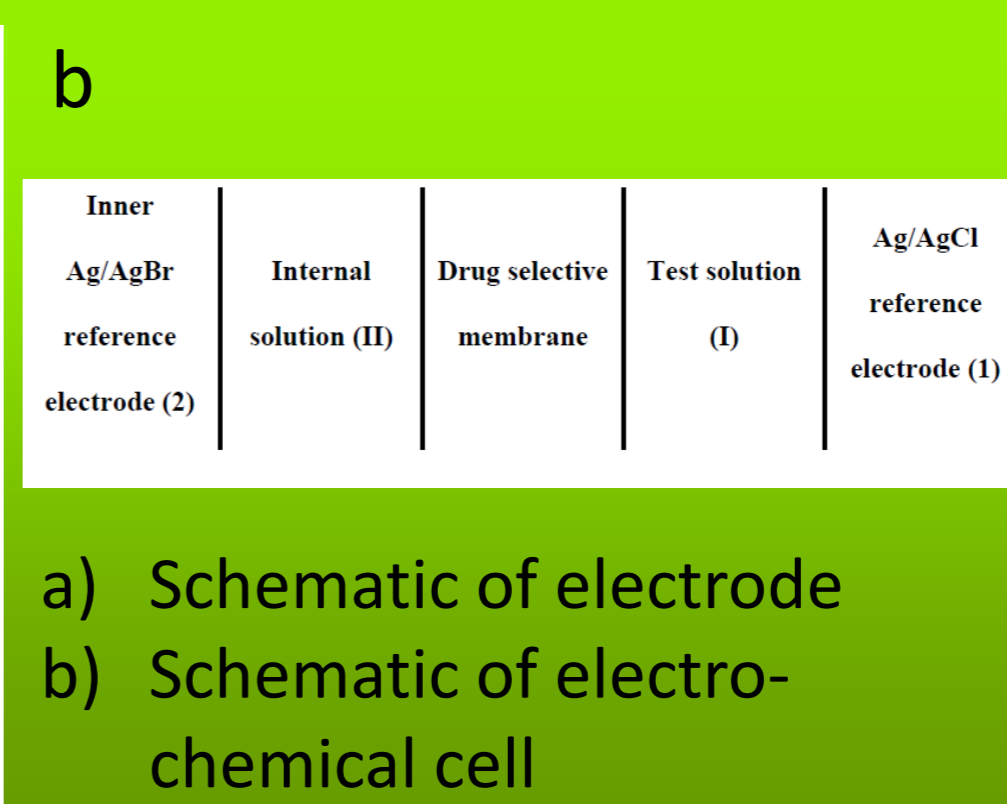 b
Inner
Ag/AgBr
reference
electrode (2)
Internal
solution (II)
Drug selective
membrane
Test solution
(I)
Ag/AgCl
reference
electrode (1)
a) Schematic of electrode
b) Schematic of electro-
chemical cell